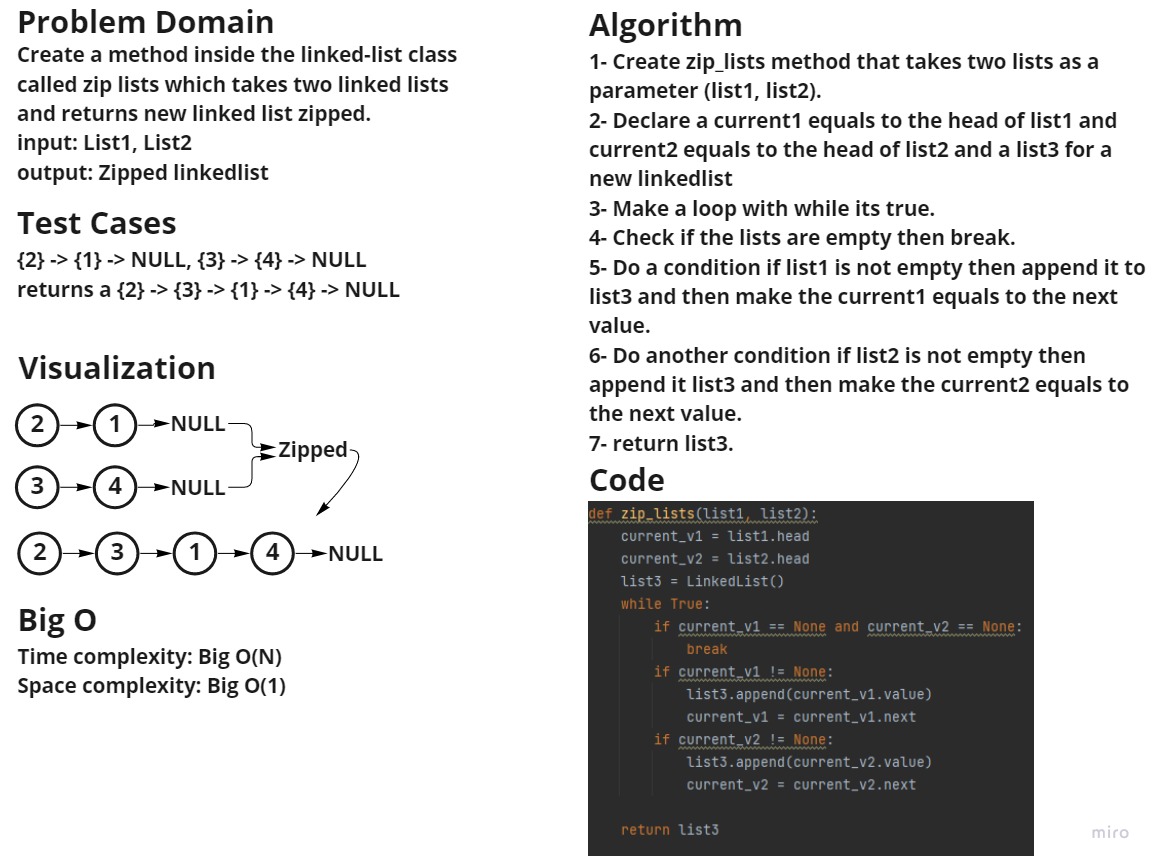 Problem Domain
Create a method inside the linked-list class
called zip lists which takes two linked lists
and returns new linked list zipped.
input: List1, List2
output: Zipped linkedlist
Test Cases
{2} -> {1} -> NULL, {3} -> {4} -> NULL
returns a {2} -> {3} -> {1} -> {4} -> NULL
Visualization
2 1 NULL
Zipped
3 4 NULL
2 3 1 4 NULL
Big O
Time complexity: Big O(N)
Space complexity: Big O(1)
Algorithm
1- Create zip_lists method that takes two lists as a
parameter (list1, list2).
2- Declare a current1 equals to the head of list1 and
current2 equals to the head of list2 and a list3 for a
new linkedlist
3- Make a loop with while its true.
4- Check if the lists are empty then break.
5- Do a condition if list1 is not empty then append it to
list3 and then make the current1 equals to the next
value.
6- Do another condition if list2 is not empty then
append it list3 and then make the current2 equals to
the next value.
7- return list3.
Code
def zip_lists(list1, list2):
    current_v1 = list1.head
    current_v2 = list2.head
    list3 = LinkedList()
    while True:
        if current_v1 == None and current_v2 == None:
            break
        if current_v1 != None:
            list3.append(current_v1.value)
            current_v1 = current_v1.next
        if current_v2 != None:
            list3.append(current_v2.value)
            current_v2 = current_v2.next
    return list3
miro